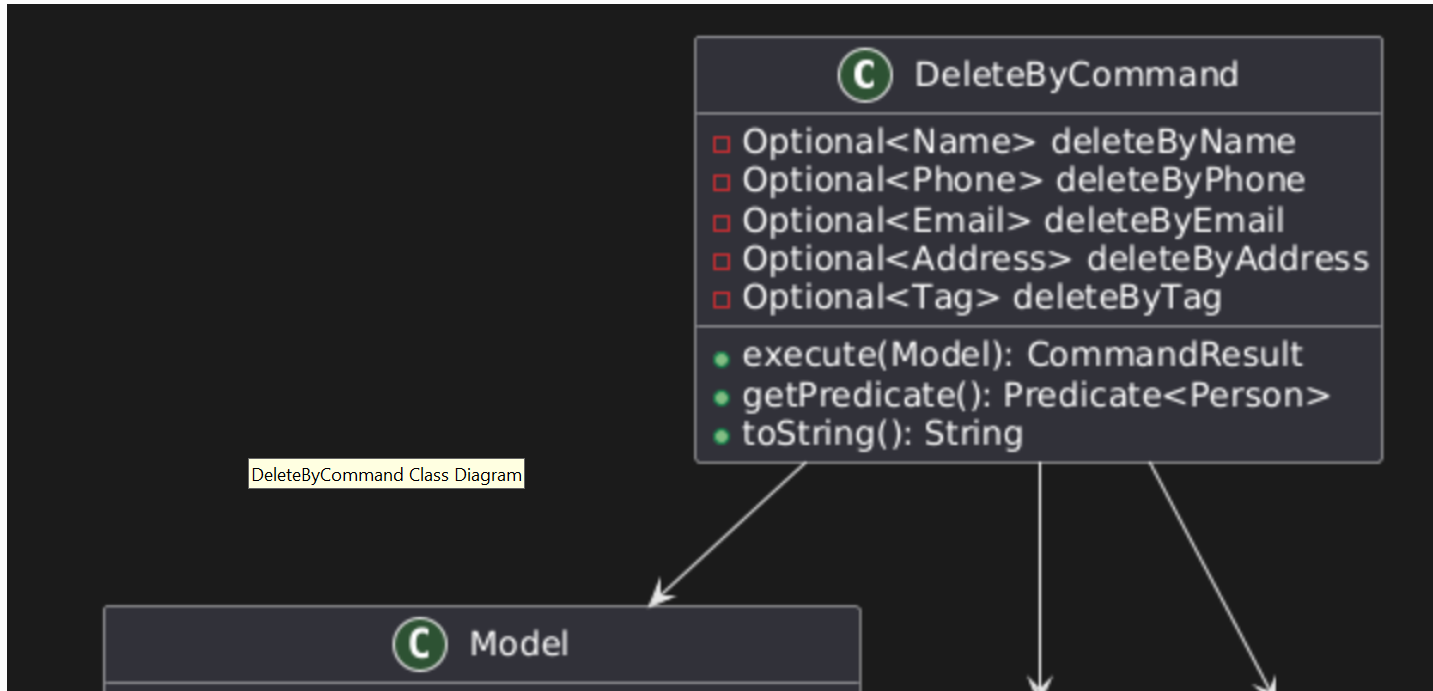 C DeleteByCommand
Optional<Name> deleteByName
Optional<Phone> deleteByPhone
Optional<Email> deleteByEmail
Optional<Address> deleteByAddress
Optional<Tag> deleteByTag
execute(Model): CommandResult
getPredicate(): Predicate<Person>
toString(): String
DeleteByCommand Class Diagram
C Model